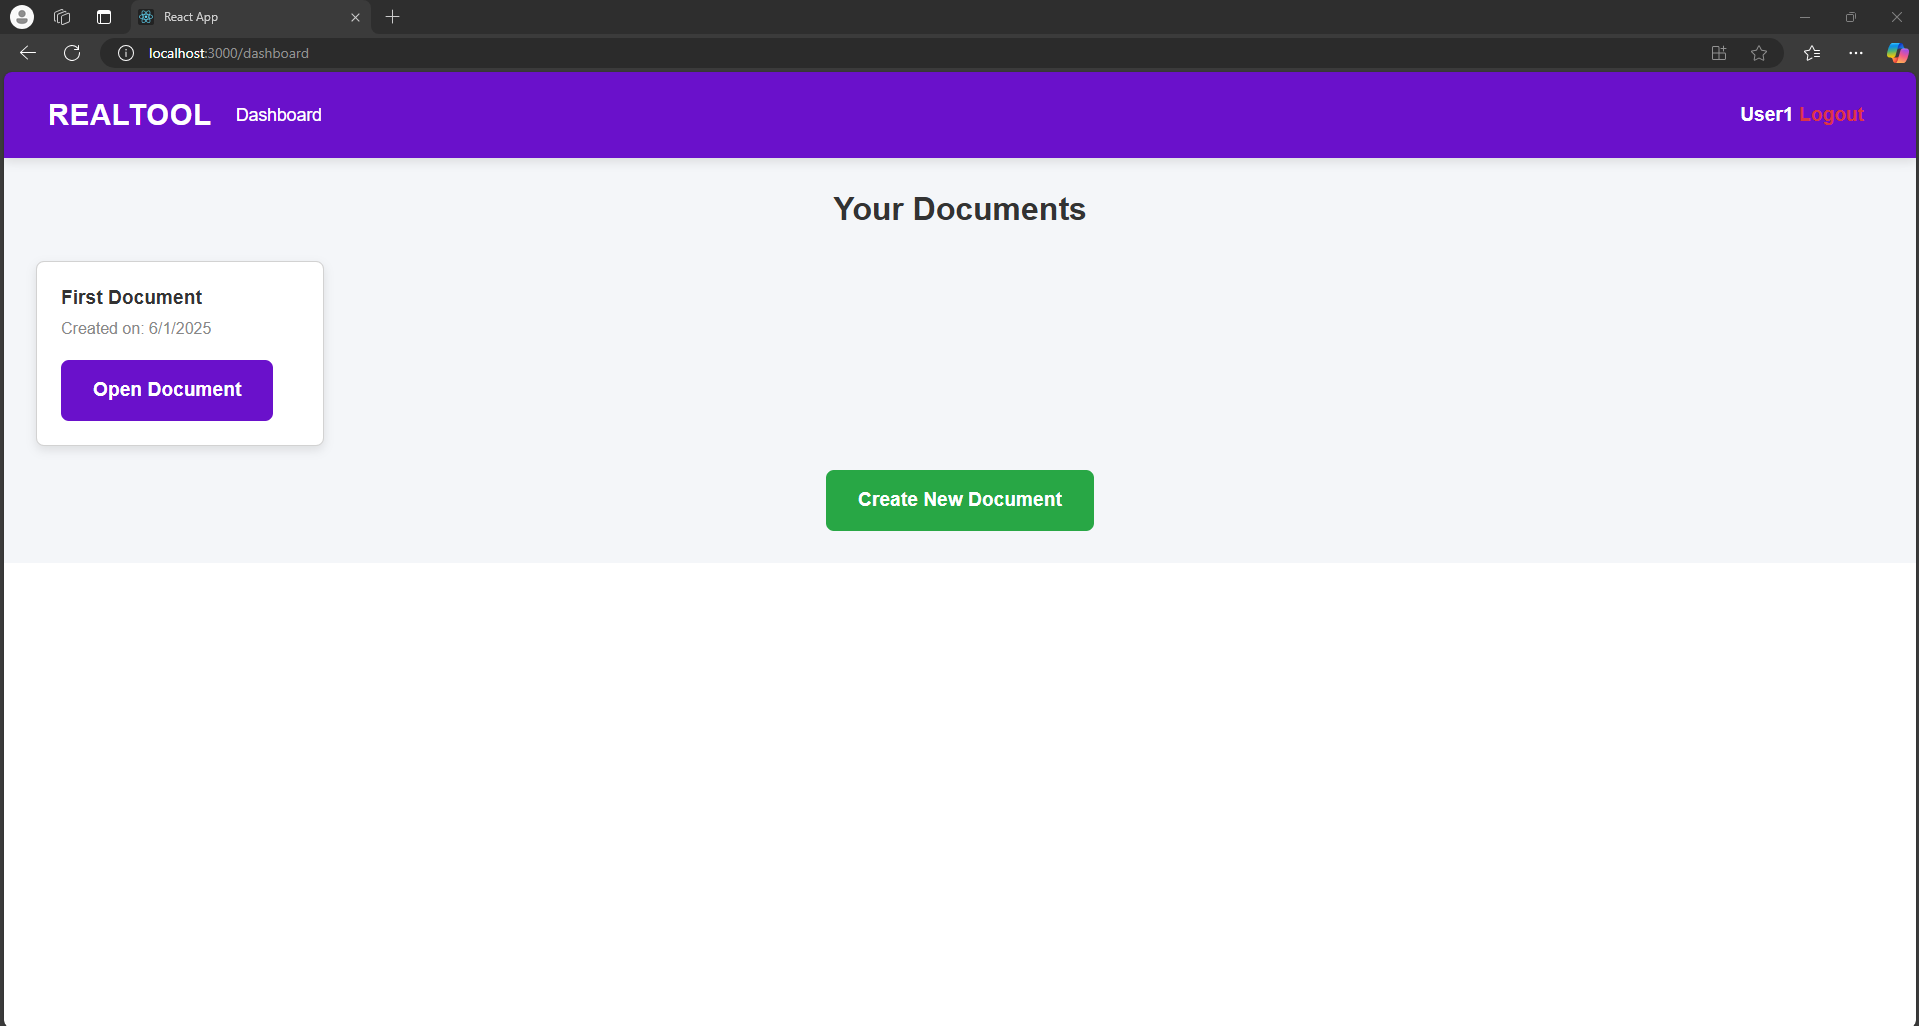 React App
localhost:3000/dashboard
REALTOOL Dashboard User1 Logout
Your Documents
First Document
Created on: 6/1/2025
Open Document
Create New Document